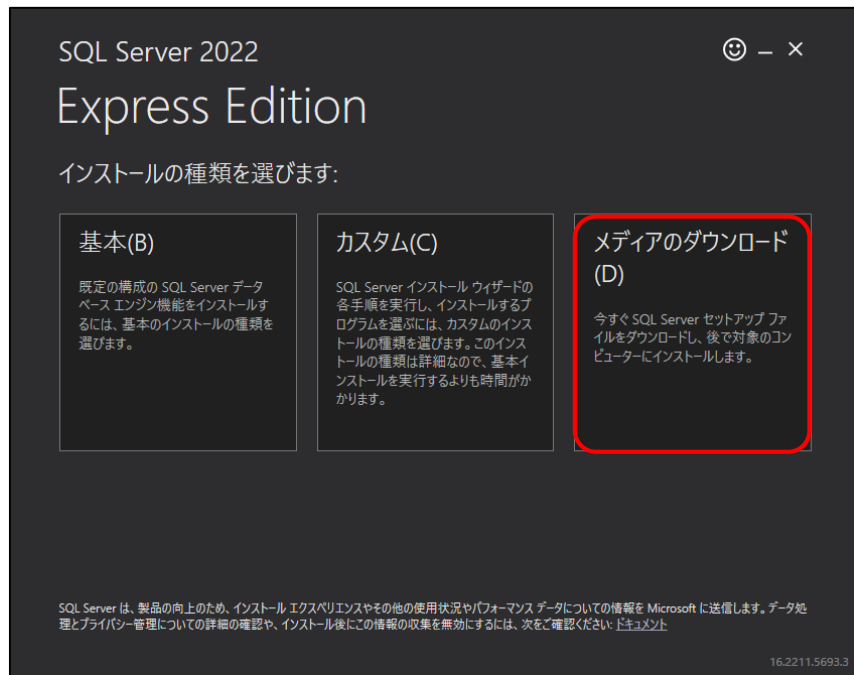 SQL Server 2022
Express Edition
インストールの種類を選びます:
基本(B)
既定の構成の SQL Server データ
ベース エンジン機能をインストールす
るには、基本のインストールの種類を
選びます。
カスタム(C)
SQL Server インストール ウィザードの
各手順を実行し、インストールするプ
ログラムを選ぶには、カスタムのインス
トールの種類を選びます。このインス
トールの種類は詳細なので、基本イ
ンストールを実行するよりも時間がか
かります。
メディアのダウンロード
(D)
今すぐ SQL Server セットアップ ファ
イルをダウンロードし、後で対象のコン
ピューターにインストールします。
SQL Server は、製品の向上のため、インストール エクスペリエンスやその他の使用状況やパフォーマンス データについての情報を Microsoft に送信します。データ処
理とプライバシー管理についての詳細の確認や、インストール後にこの情報の収集を無効にするには、次をご確認ください: ドキュメント
16.2211.5693.3